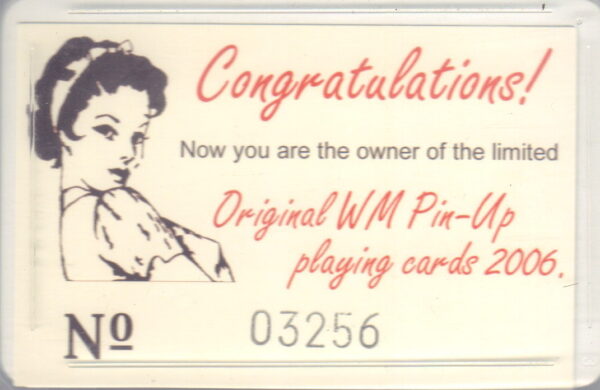 Congratulations!
Now you are the owner of the limited
Original WM Pin-Up
playing cards 2006.
Nº 03256